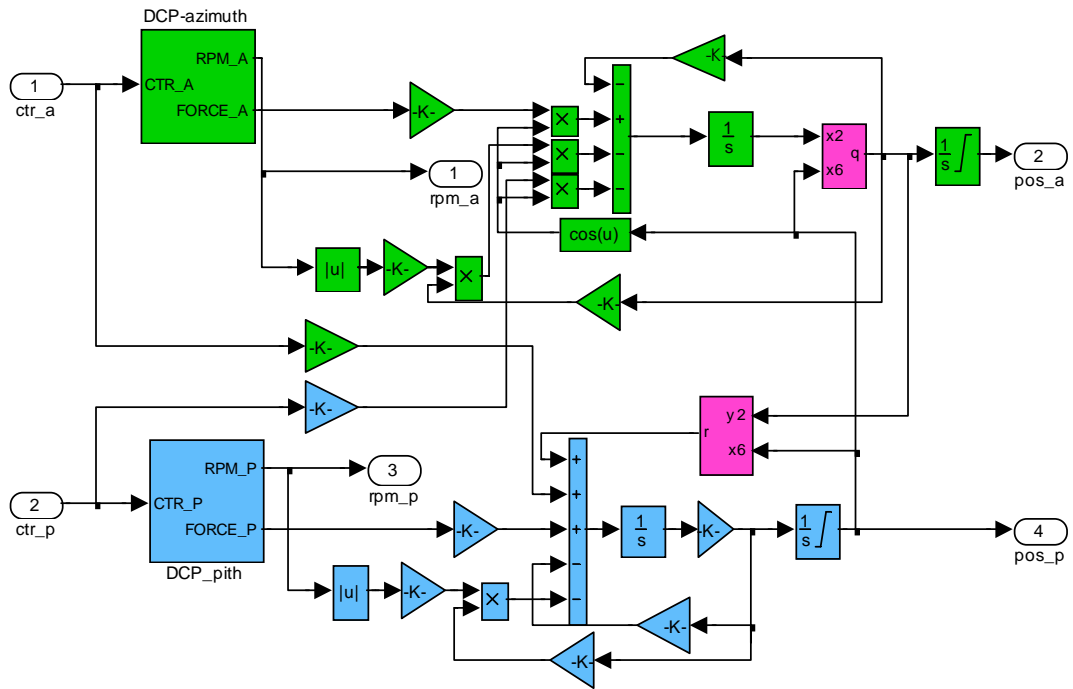 DCP-azimuth
RPM_A
CTR_A
FORCE_A
1
ctr_a
-K-
1
rpm_a
×
×
×
−
+
−
−
-K
1
s
x2
q
x6
1
s
2
pos_a
cos(u)
|u|
-K-
×
-K-
-K-
-K-
y2
r
x6
RPM_P
CTR_P
FORCE_P
DCP_pith
2
ctr_p
3
rpm_p
-K-
+
+
+
−
−
1
s
-K-
1
s
4
pos_p
|u|
-K-
×
-K-
-K-